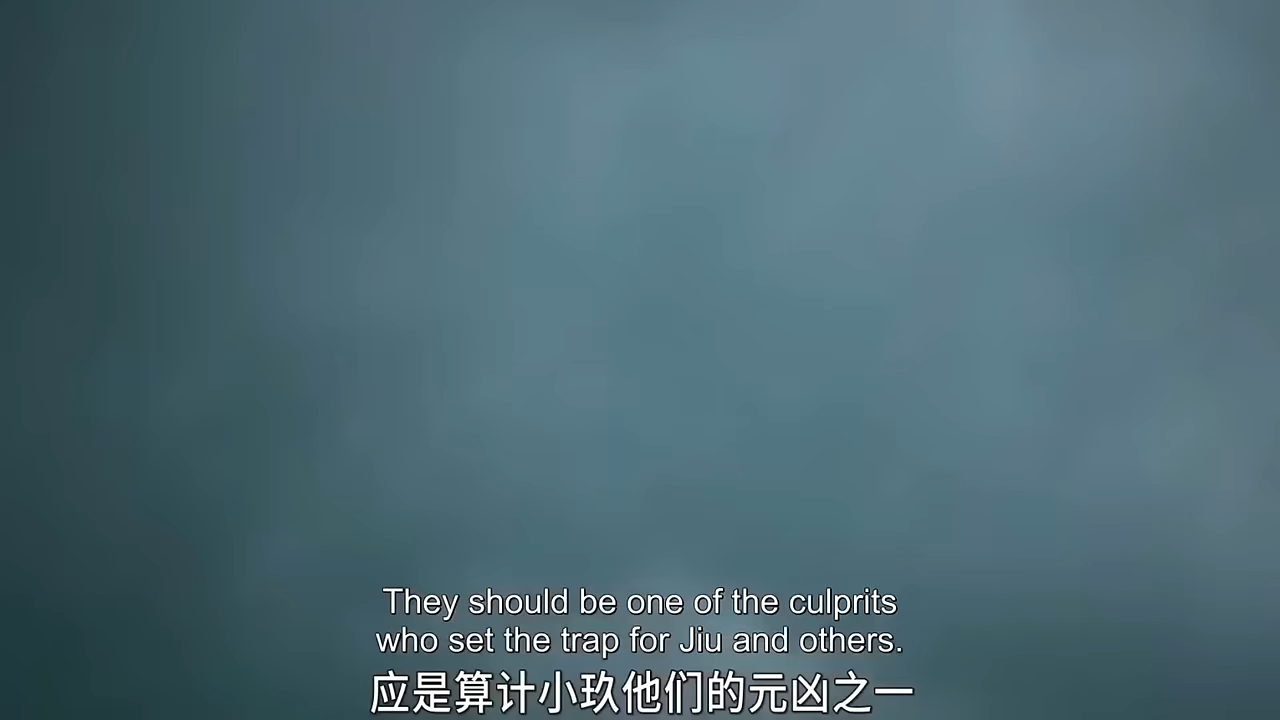 They should be one of the culprits
who set the trap for Jiu and others.
应是算计小玖他们的元凶之一